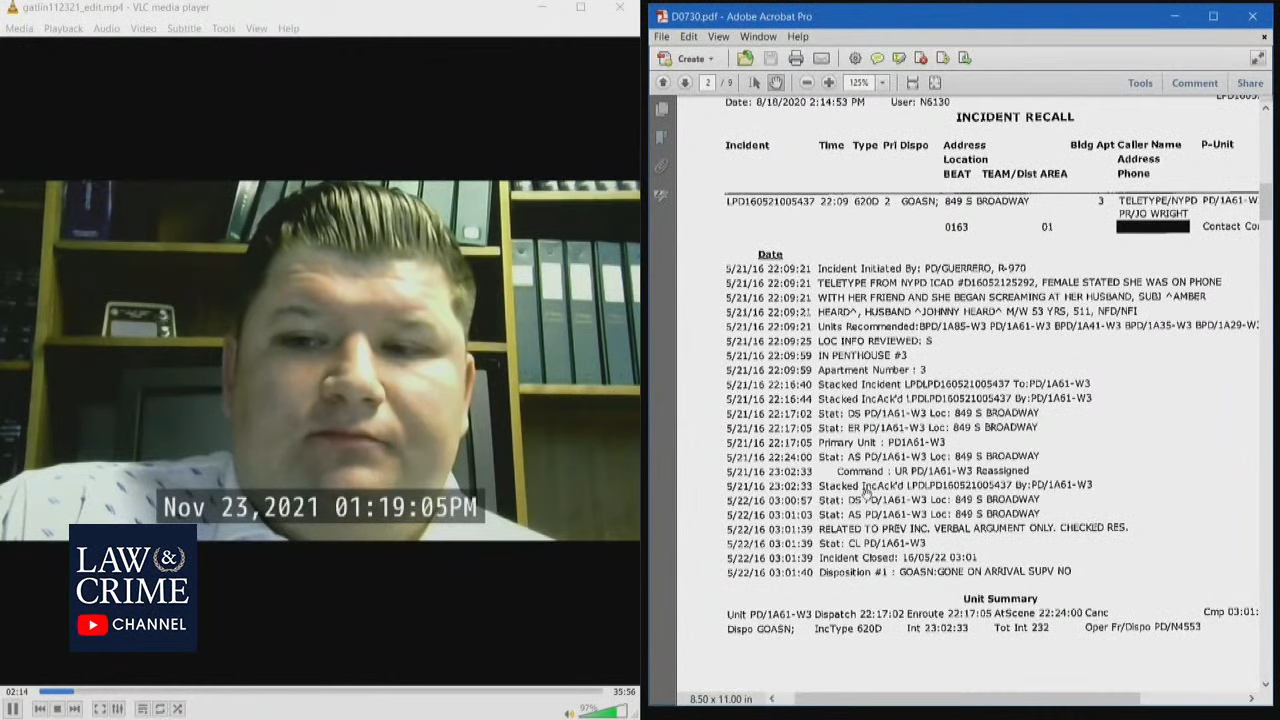 gatlin112321_edit.mp4 - VLC media player
Media Playback Audio Video Subtitle Tools View Help
Nov 23,2021 01:19:05PM
LAW &
CRIME
CHANNEL
02:14
35:56
97%
D0730.pdf - Adobe Acrobat Pro
File Edit View Window Help
Create
2 / 9
125%
Tools Comment Share
Date: 8/18/2020 2:14:53 PM User: N6130
INCIDENT RECALL
Incident Time Type Pri Dispo Address Bldg Apt Caller Name P-Unit
Location Address
BEAT TEAM/Dist AREA Phone
LPD160521005437 22:09 620D 2 GOASN; 849 S BROADWAY 3 TELETYPE/NYPD PD/1A61-W
PR/JO WRIGHT
0163 01 Contact Co
Date
5/21/16 22:09:21 Incident Initiated By: PD/GUERRERO, R-970
5/21/16 22:09:21 TELETYPE FROM NYPD ICAD #D16052125292, FEMALE STATED SHE WAS ON PHONE
5/21/16 22:09:21 WITH HER FRIEND AND SHE BEGAN SCREAMING AT HER HUSBAND, SUBJ ^AMBER
5/21/16 22:09:21 HEARD^, HUSBAND ^JOHNNY HEARD^ M/W 53 YRS, 511, NFD/NFI
5/21/16 22:09:21 Units Recommended:BPD/1A85-W3 PD/1A61-W3 BPD/1A41-W3 BPD/1A35-W3 BPD/1A29-W3
5/21/16 22:09:25 LOC INFO REVIEWED: S
5/21/16 22:09:59 IN PENTHOUSE #3
5/21/16 22:09:59 Apartment Number : 3
5/21/16 22:16:40 Stacked Incident LPDLPD160521005437 To:PD/1A61-W3
5/21/16 22:16:44 Stacked IncAck'd LPDLPD160521005437 By:PD/1A61-W3
5/21/16 22:17:02 Stat: DS PD/1A61-W3 Loc: 849 S BROADWAY
5/21/16 22:17:05 Stat: ER PD/1A61-W3 Loc: 849 S BROADWAY
5/21/16 22:17:05 Primary Unit : PD1A61-W3
5/21/16 22:24:00 Stat: AS PD/1A61-W3 Loc: 849 S BROADWAY
5/21/16 23:02:33 Command : UR PD/1A61-W3 Reassigned
5/21/16 23:02:33 Stacked IncAck'd LPDLPD160521005437 By:PD/1A61-W3
5/22/16 03:00:57 Stat: DS PD/1A61-W3 Loc: 849 S BROADWAY
5/22/16 03:01:03 Stat: AS PD/1A61-W3 Loc: 849 S BROADWAY
5/22/16 03:01:39 RELATED TO PREV INC. VERBAL ARGUMENT ONLY. CHECKED RES.
5/22/16 03:01:39 Stat: CL PD/1A61-W3
5/22/16 03:01:39 Incident Closed: 16/05/22 03:01
5/22/16 03:01:40 Disposition #1 : GOASN:GONE ON ARRIVAL SUPV NO
Unit Summary
Unit PD/1A61-W3 Dispatch 22:17:02 Enroute 22:17:05 AtScene 22:24:00 Canc Cmp 03:01:
Dispo GOASN; IncType 620D Int 23:02:33 Tot Int 232 Oper Fr/Dispo PD/N4553
8.50 x 11.00 in